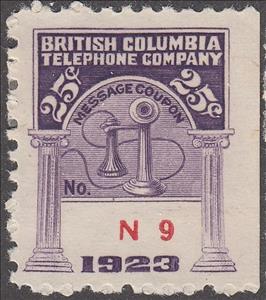 BRITISH COLUMBIA
TELEPHONE COMPANY
25¢ 25¢
MESSAGE COUPON
No.
N 9
1923